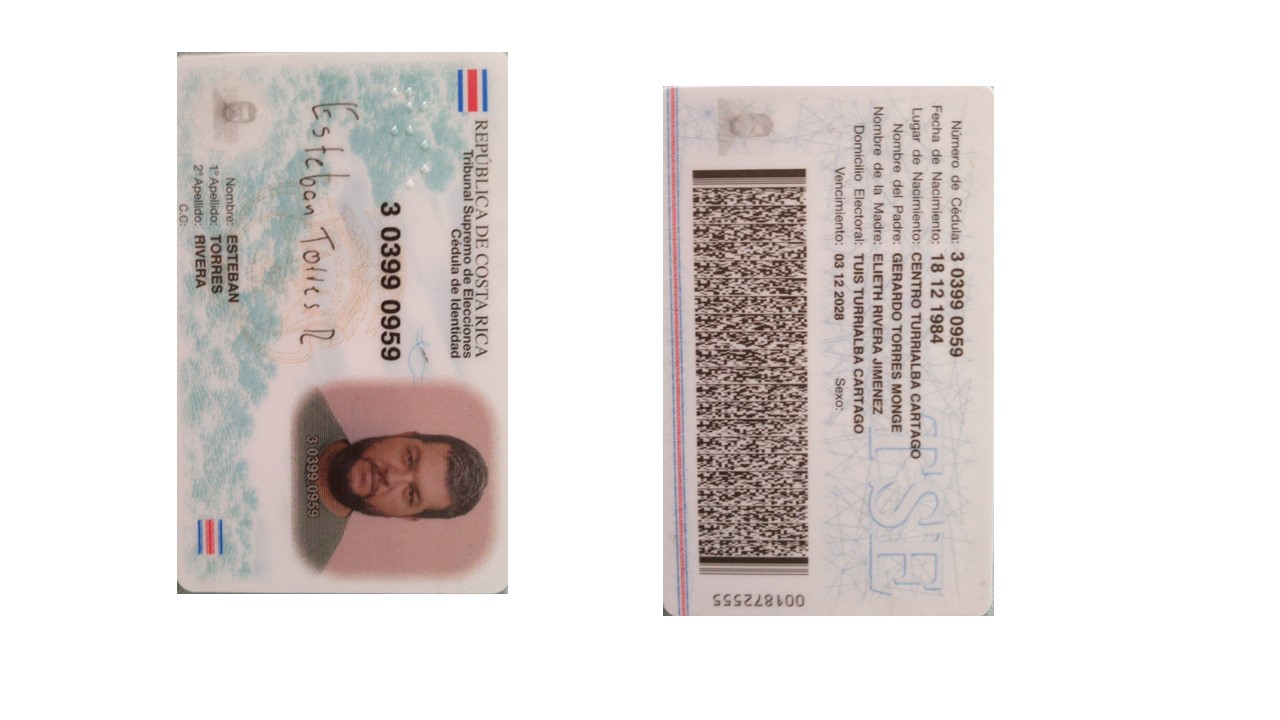 REPÚBLICA DE COSTA RICA
Tribunal Supremo de Elecciones
Cédula de Identidad
3 0399 0959
Esteban Torres R
3 0399 0959
Nombre: ESTEBAN
1° Apellido: TORRES
2° Apellido: RIVERA
C.C:
Número de Cédula: 3 0399 0959
Fecha de Nacimiento: 18 12 1984
Lugar de Nacimiento: CENTRO TURRIALBA CARTAGO
Nombre del Padre: GERARDO TORRES MONGE
Nombre de la Madre: ELIETH RIVERA JIMENEZ
Domicilio Electoral: TUIS TURRIALBA CARTAGO
Vencimiento: 03 12 2028 Sexo:
TSE
001872555